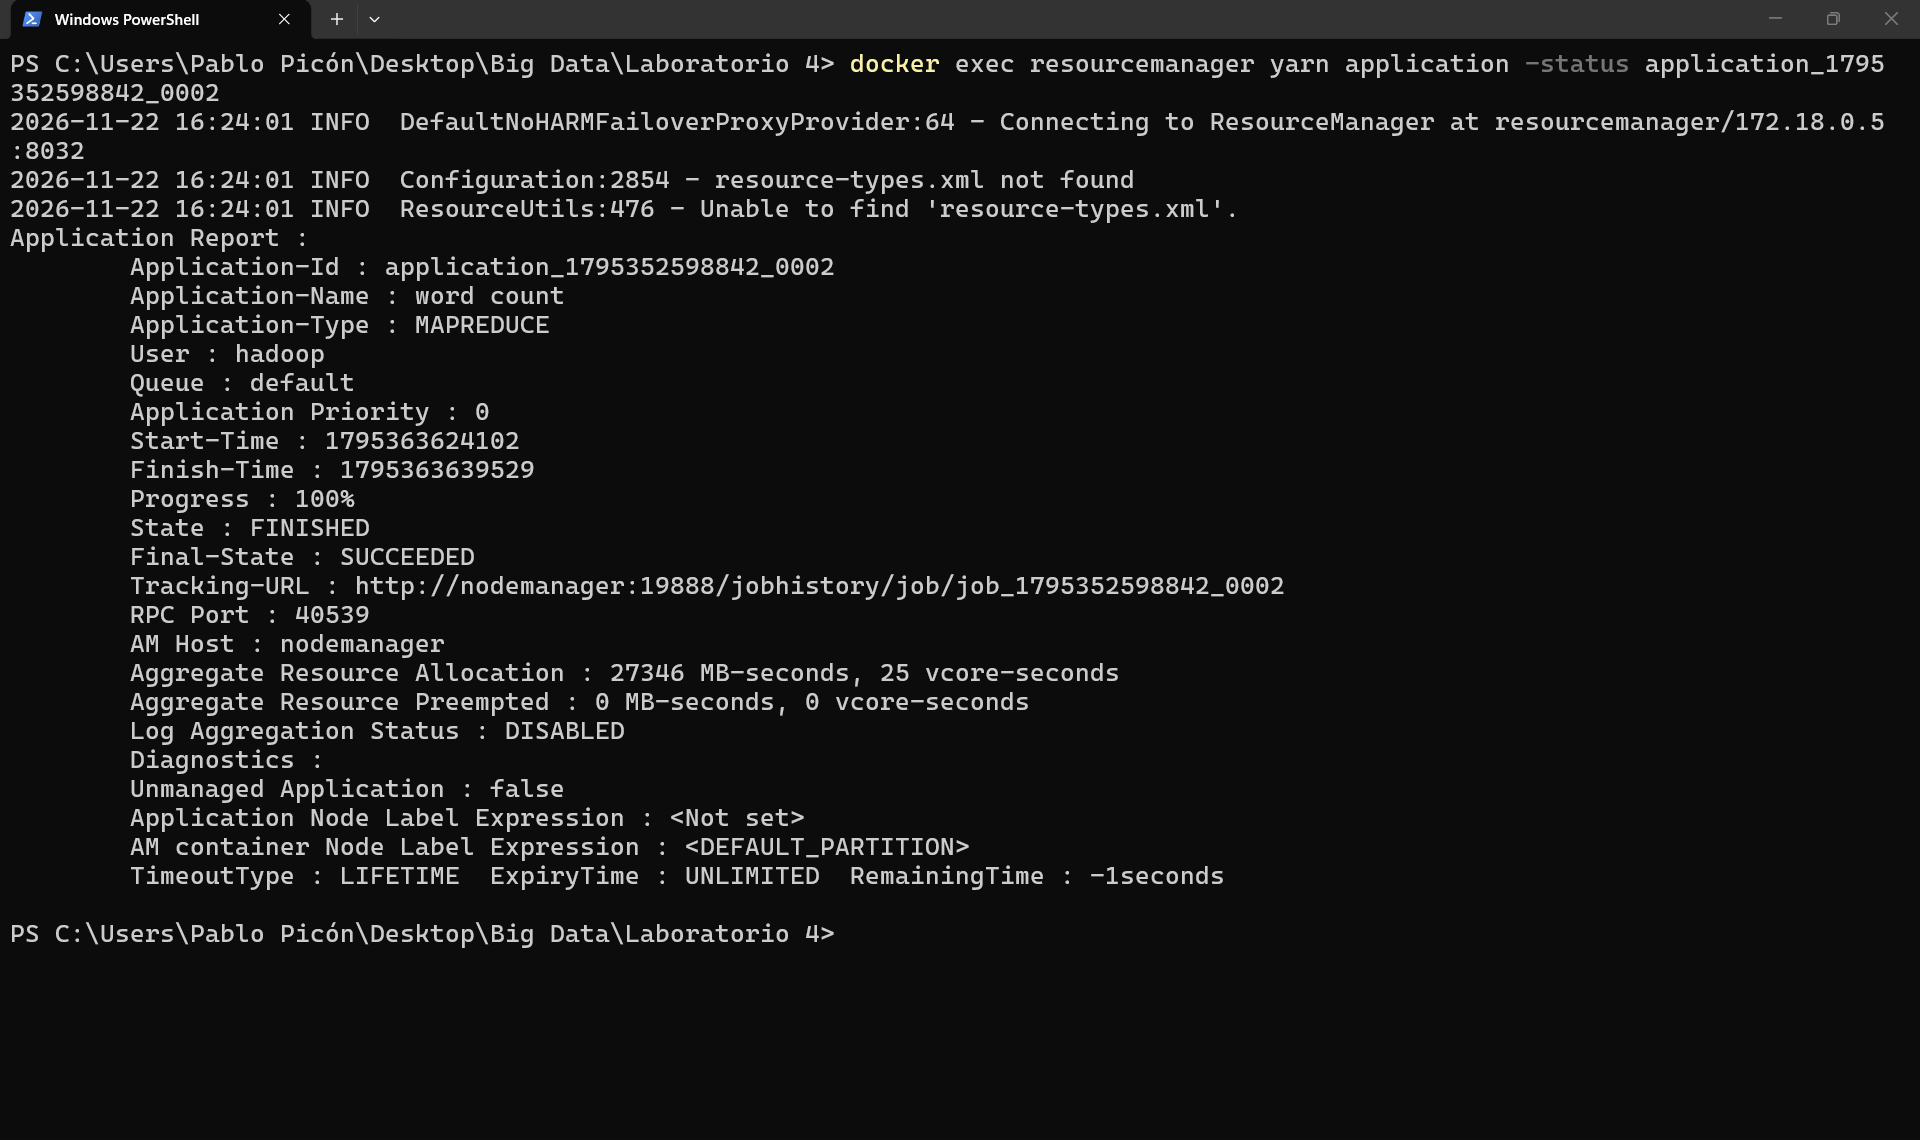 Windows PowerShell
PS C:\Users\Pablo Picón\Desktop\Big Data\Laboratorio 4> docker exec resourcemanager yarn application -status application_1795
352598842_0002
2026-11-22 16:24:01 INFO  DefaultNoHARMFailoverProxyProvider:64 - Connecting to ResourceManager at resourcemanager/172.18.0.5
:8032
2026-11-22 16:24:01 INFO  Configuration:2854 - resource-types.xml not found
2026-11-22 16:24:01 INFO  ResourceUtils:476 - Unable to find 'resource-types.xml'.
Application Report :
        Application-Id : application_1795352598842_0002
        Application-Name : word count
        Application-Type : MAPREDUCE
        User : hadoop
        Queue : default
        Application Priority : 0
        Start-Time : 1795363624102
        Finish-Time : 1795363639529
        Progress : 100%
        State : FINISHED
        Final-State : SUCCEEDED
        Tracking-URL : http://nodemanager:19888/jobhistory/job/job_1795352598842_0002
        RPC Port : 40539
        AM Host : nodemanager
        Aggregate Resource Allocation : 27346 MB-seconds, 25 vcore-seconds
        Aggregate Resource Preempted : 0 MB-seconds, 0 vcore-seconds
        Log Aggregation Status : DISABLED
        Diagnostics :
        Unmanaged Application : false
        Application Node Label Expression : <Not set>
        AM container Node Label Expression : <DEFAULT_PARTITION>
        TimeoutType : LIFETIME  ExpiryTime : UNLIMITED  RemainingTime : -1seconds
PS C:\Users\Pablo Picón\Desktop\Big Data\Laboratorio 4>